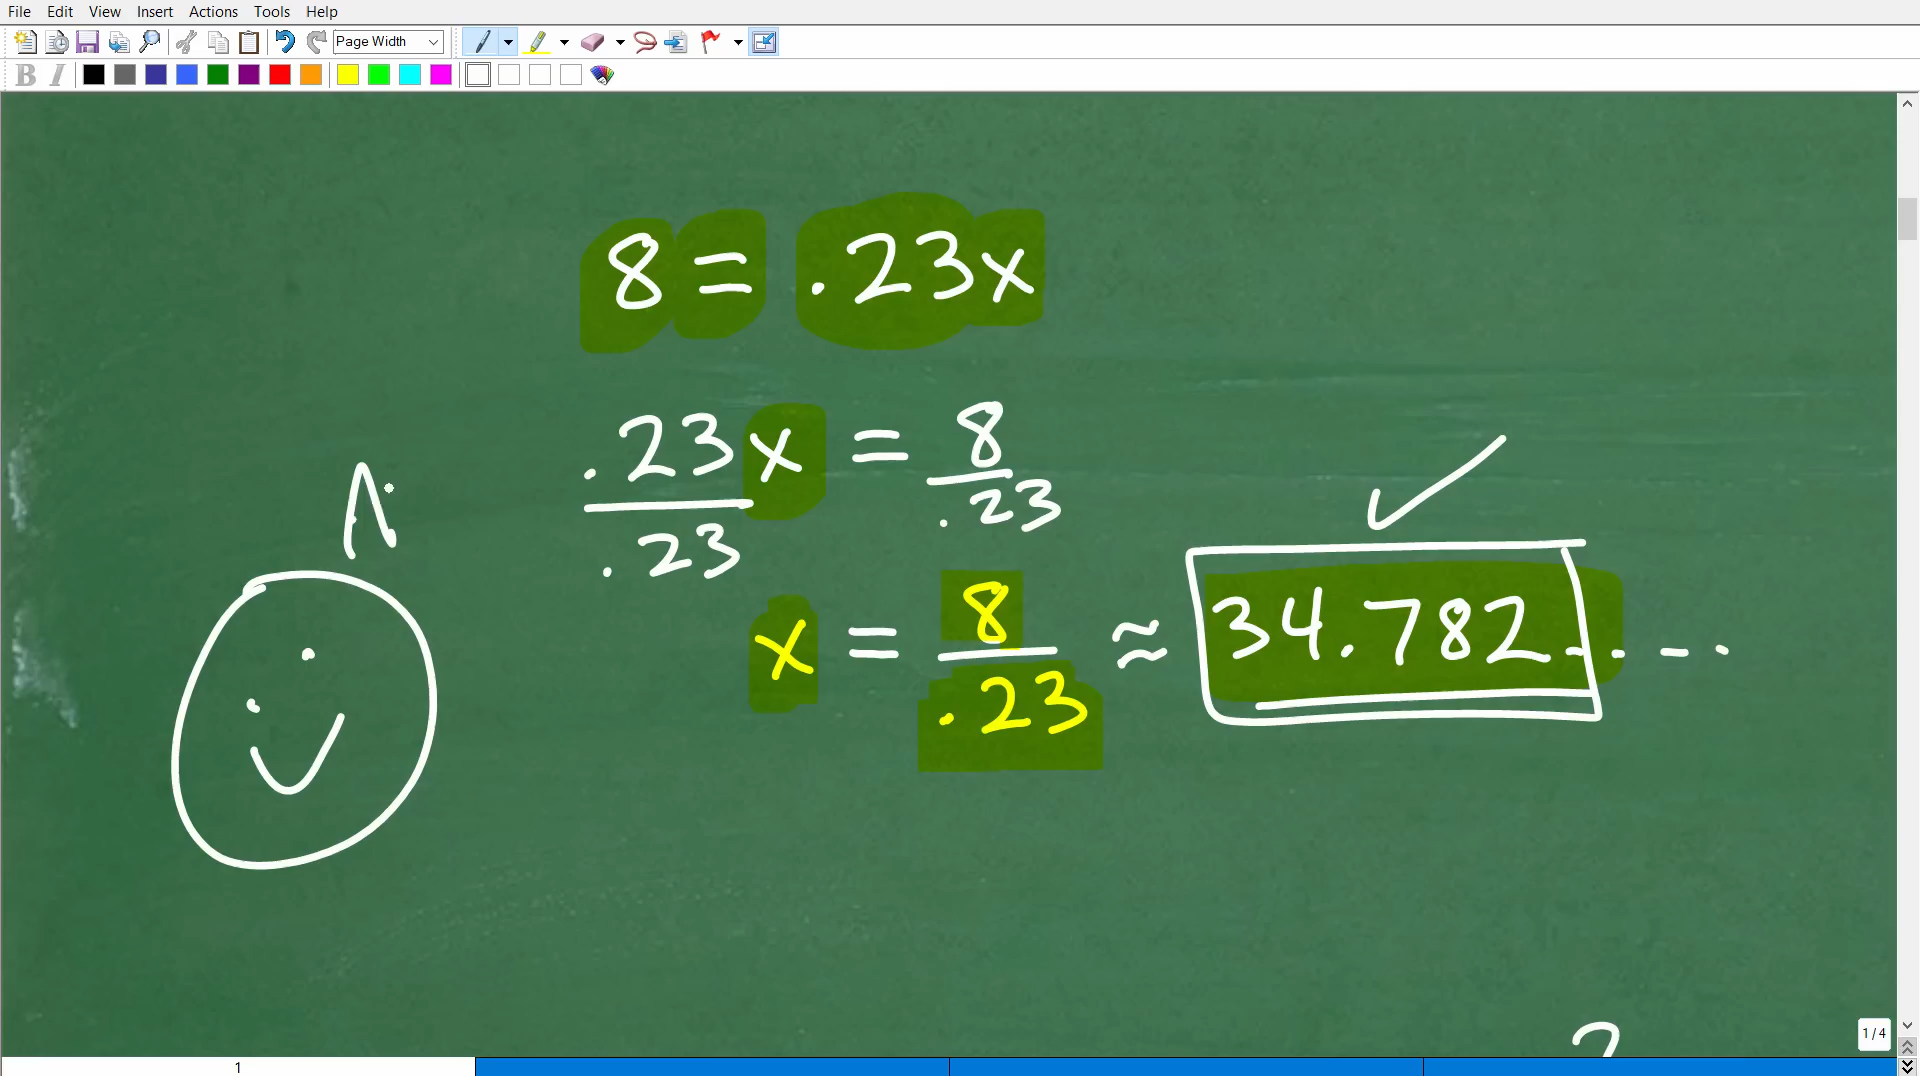 File Edit View Insert Actions Tools Help
Page Width
B I
8 = .23x
.23x = 8
.23 .23
x = 8 ≈ 34.782....
.23
1 / 4
1